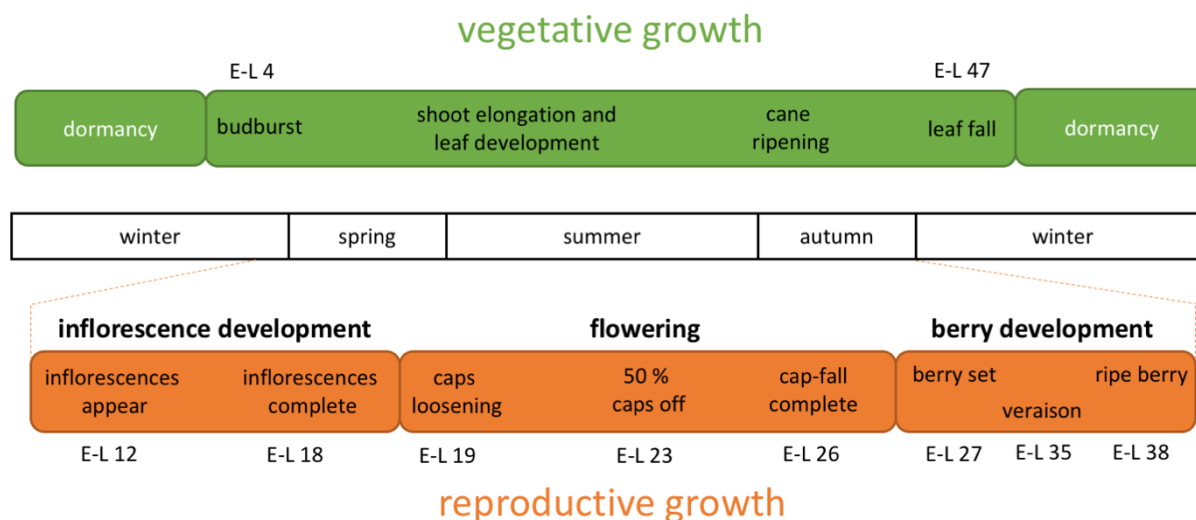 vegetative growth
E-L 4
E-L 47
dormancy
budburst
shoot elongation and
leaf development
cane
ripening
leaf fall
dormancy
winter
spring
summer
autumn
winter
inflorescence development
flowering
berry development
inflorescences
appear
inflorescences
complete
caps
loosening
50 %
caps off
cap-fall
complete
berry set
veraison
ripe berry
E-L 12
E-L 18
E-L 19
E-L 23
E-L 26
E-L 27
E-L 35
E-L 38
reproductive growth